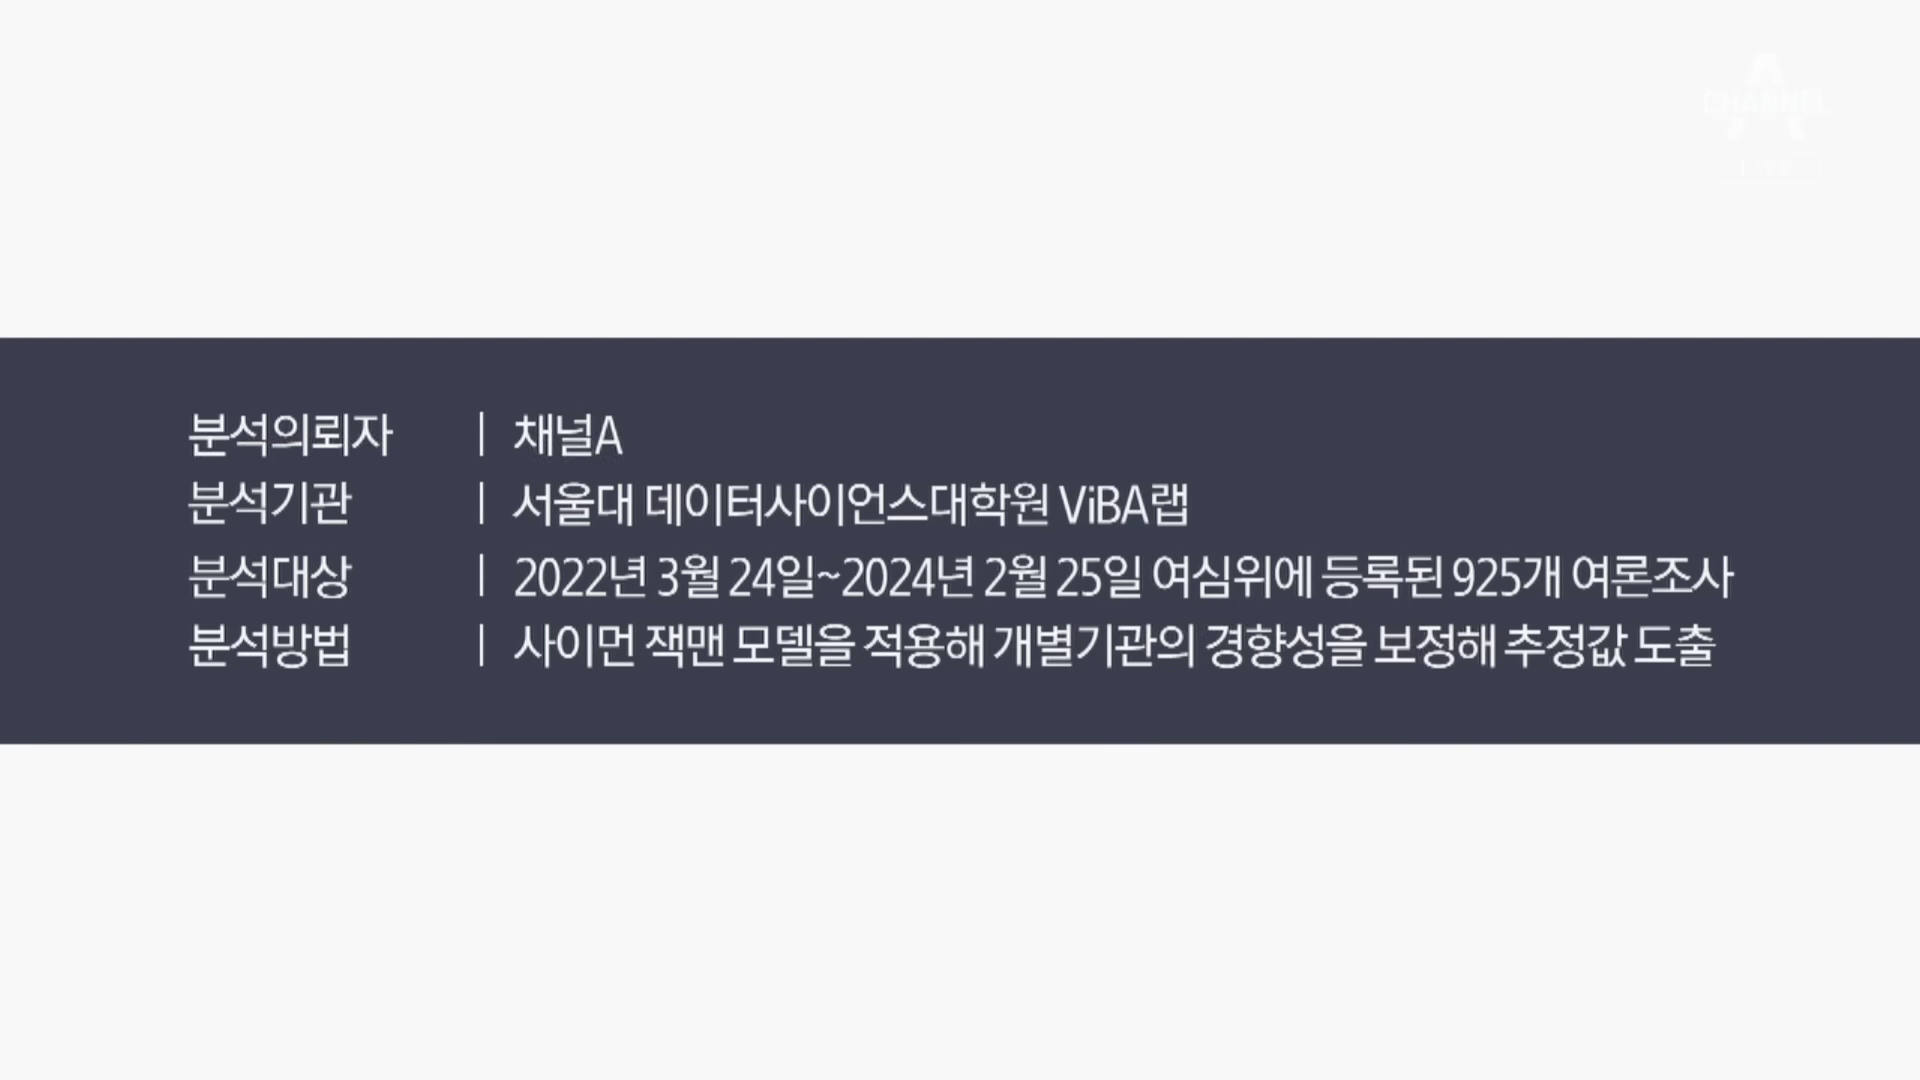 CHANNEL A
분석의뢰자 | 채널A
분석기관 | 서울대 데이터사이언스대학원 ViBA랩
분석대상 | 2022년 3월 24일~2024년 2월 25일 여심위에 등록된 925개 여론조사
분석방법 | 사이먼 잭맨 모델을 적용해 개별기관의 경향성을 보정해 추정값 도출